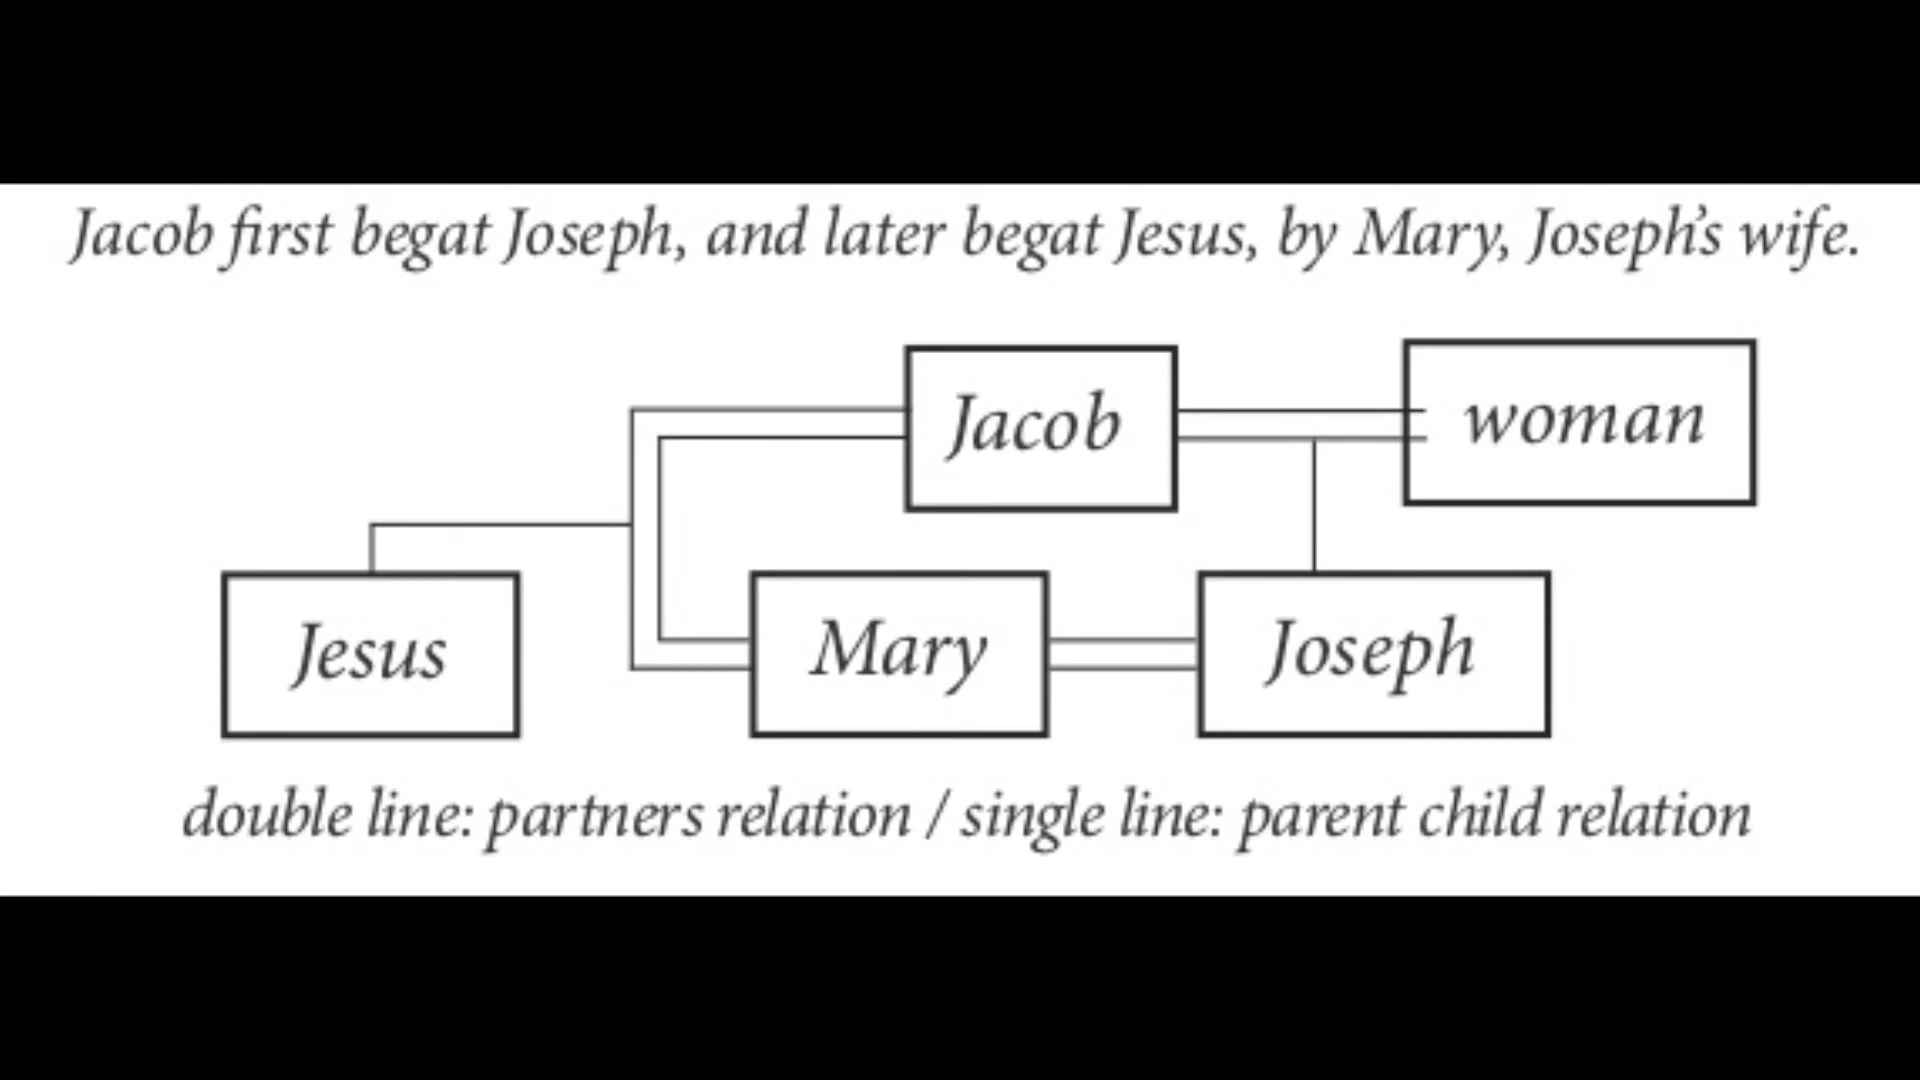 Jacob first begat Joseph, and later begat Jesus, by Mary, Joseph's wife.
Jacob
woman
Jesus
Mary
Joseph
double line: partners relation / single line: parent child relation